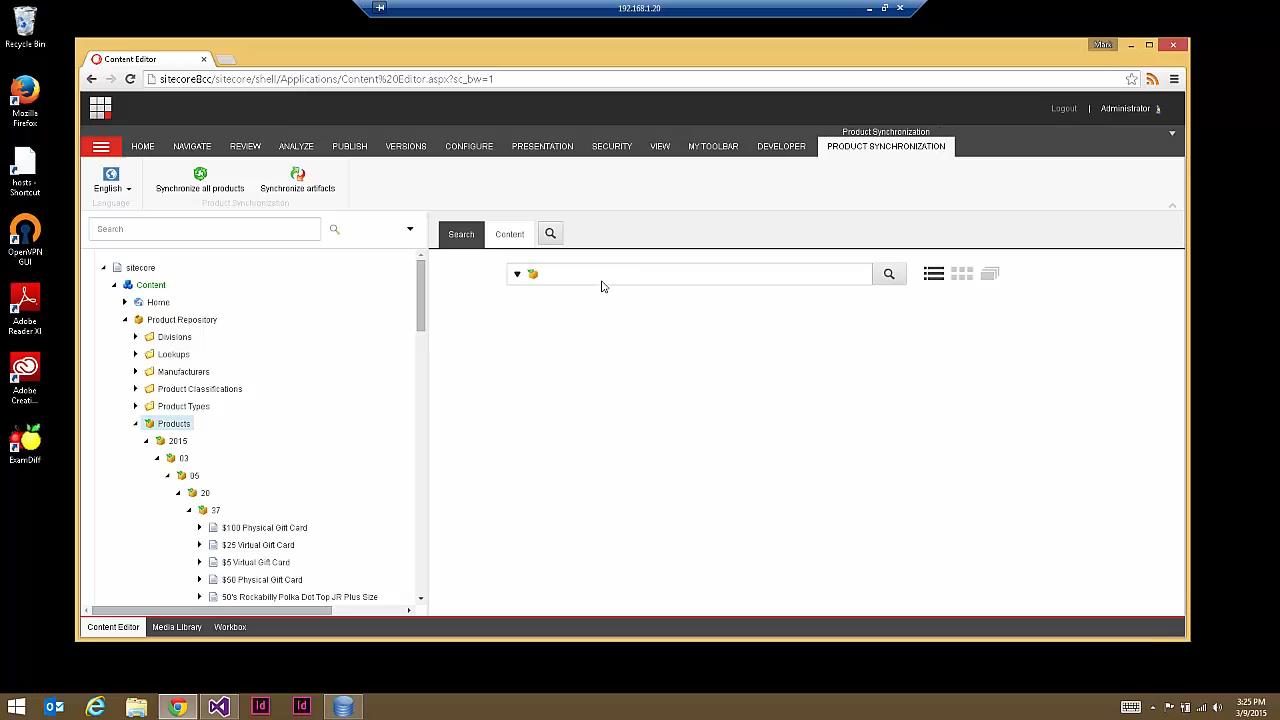 192.168.1.20
Recycle Bin
Mozilla
Firefox
hosts -
Shortcut
OpenVPN
GUI
Adobe
Reader XI
Adobe
Creati...
ExamDiff
Content Editor
Mark
sitecore8cc/sitecore/shell/Applications/Content%20Editor.aspx?sc_bw=1
Logout | Administrator
Product Synchronization
HOME NAVIGATE REVIEW ANALYZE PUBLISH VERSIONS CONFIGURE PRESENTATION SECURITY VIEW MY TOOLBAR DEVELOPER PRODUCT SYNCHRONIZATION
English Synchronize all products Synchronize artifacts
Language Product Synchronization
Search
Search Content
sitecore
Content
Home
Product Repository
Divisions
Lookups
Manufacturers
Product Classifications
Product Types
Products
2015
03
05
20
37
$100 Physical Gift Card
$25 Virtual Gift Card
$5 Virtual Gift Card
$50 Physical Gift Card
50's Rockabilly Polka Dot Top JR Plus Size
Content Editor Media Library Workbox
Id Id
3:25 PM
3/9/2015